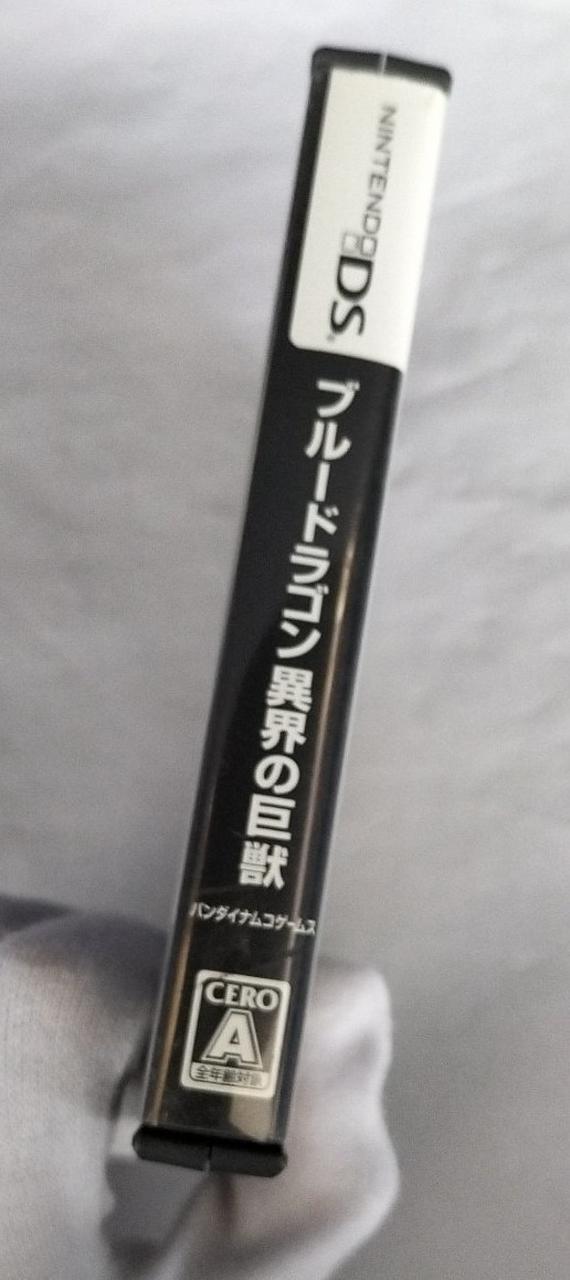 NINTENDO DS
ブルードラゴン 異界の巨獣
バンダイナムコゲームス
CERO
A
全年齢対象